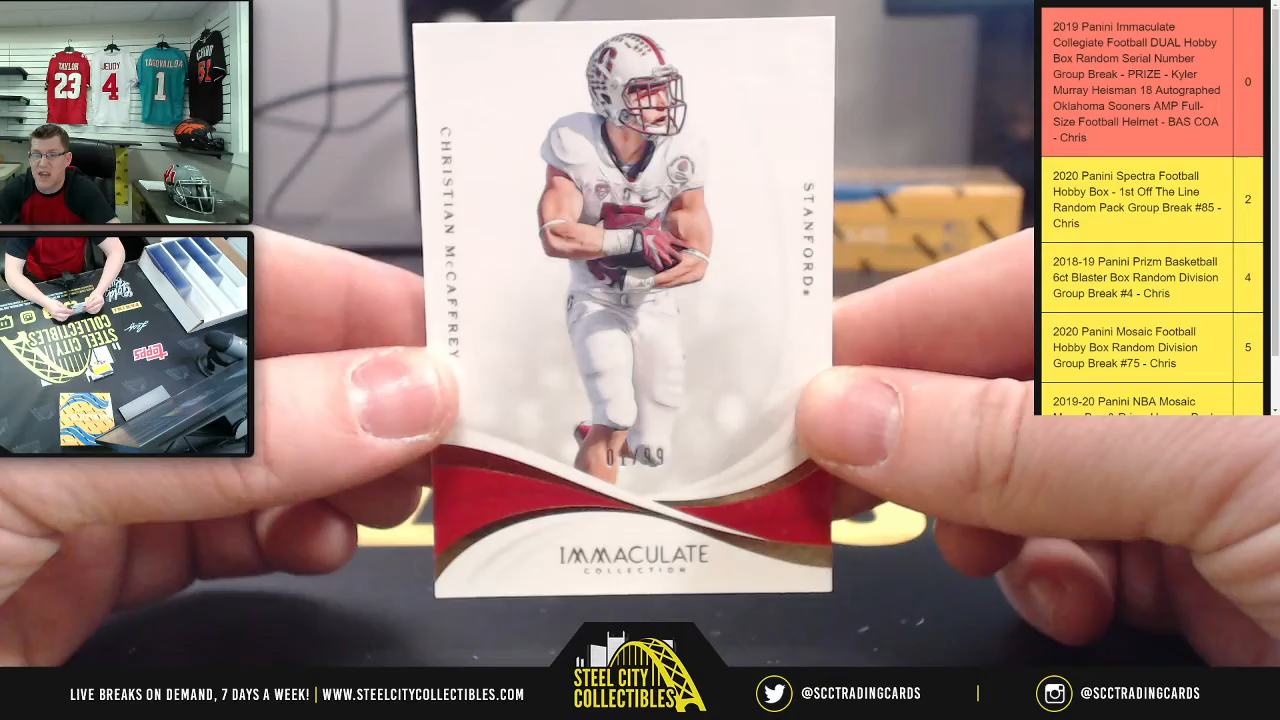 TAYLOR
23
JEUDY
4
TAGOVAILOA
1
51
STEEL CITY
COLLECTIBLES
Topps
CHRISTIAN McCAFFREY
STANFORD®
01/99
IMMACULATE
COLLECTION
2019 Panini Immaculate
Collegiate Football DUAL Hobby
Box Random Serial Number
Group Break - PRIZE - Kyler
Murray Heisman 18 Autographed
Oklahoma Sooners AMP Full-
Size Football Helmet - BAS COA
- Chris
0
2020 Panini Spectra Football
Hobby Box - 1st Off The Line
Random Pack Group Break #85 -
Chris
2
2018-19 Panini Prizm Basketball
6ct Blaster Box Random Division
Group Break #4 - Chris
4
2020 Panini Mosaic Football
Hobby Box Random Division
Group Break #75 - Chris
5
2019-20 Panini NBA Mosaic
LIVE BREAKS ON DEMAND, 7 DAYS A WEEK! | WWW.STEELCITYCOLLECTIBLES.COM
STEEL CITY
COLLECTIBLES
@SCCTRADINGCARDS
@SCCTRADINGCARDS